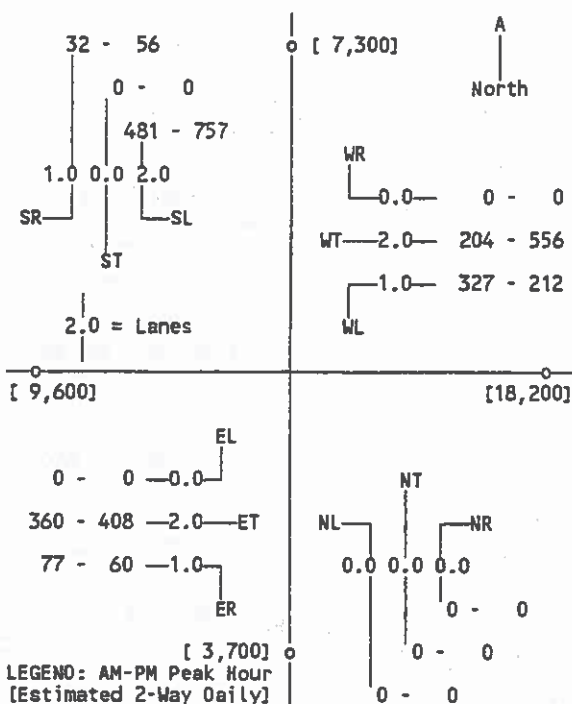 32 - 56
[ 7,300]
A
North
0 - 0
481 - 757
1.0 0.0 2.0
SR
SL
ST
2.0 = Lanes
WR
0.0 0 - 0
WT 2.0 204 - 556
1.0 327 - 212
WL
[ 9,600]
[18,200]
EL
0 - 0 0.0
360 - 408 2.0 ET
77 - 60 1.0
ER
NT
NL
NR
0.0 0.0 0.0
0 - 0
0 - 0
0 - 0
[ 3,700]
LEGEND: AM-PM Peak Hour
[Estimated 2-Way Daily]